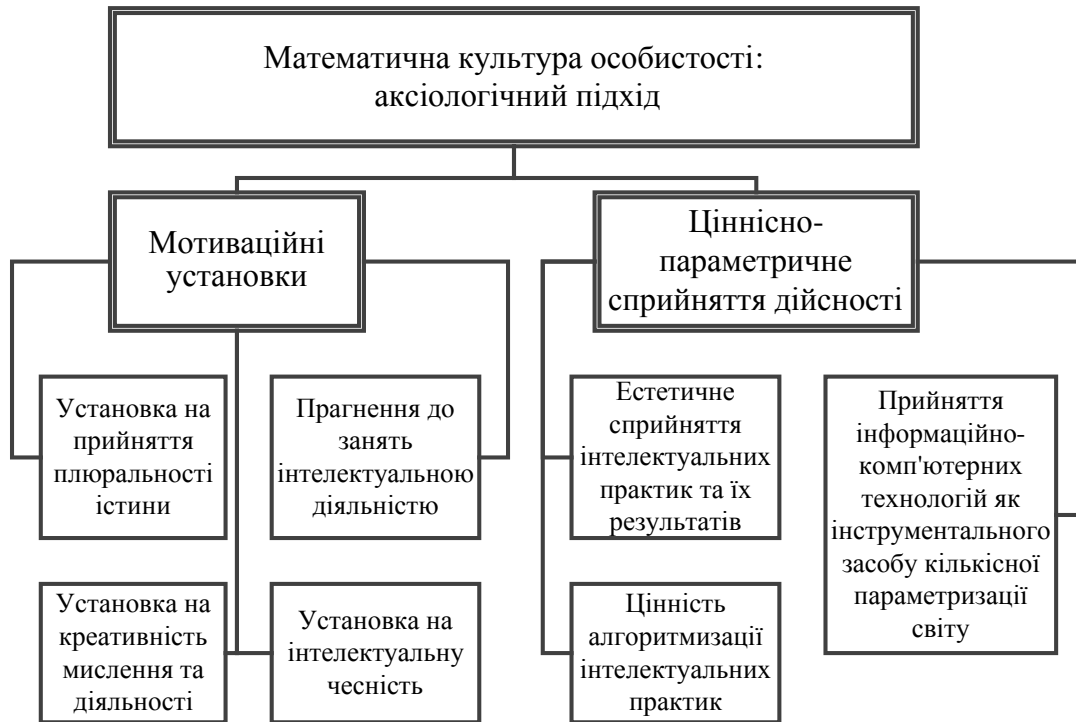 Математична культура особистості:
аксіологічний підхід
Мотиваційні
установки
Ціннісно-
параметричне
сприйняття дійсності
Установка на
прийняття
плюральності
істини
Прагнення до
занять
інтелектуальною
діяльністю
Естетичне
сприйняття
інтелектуальних
практик та їх
результатів
Прийняття
інформаційно-
комп'ютерних
технологій як
інструментального
засобу кількісної
параметризації
світу
Установка на
креативність
мислення та
діяльності
Установка на
інтелектуальну
чесність
Цінність
алгоритмизації
інтелектуальних
практик